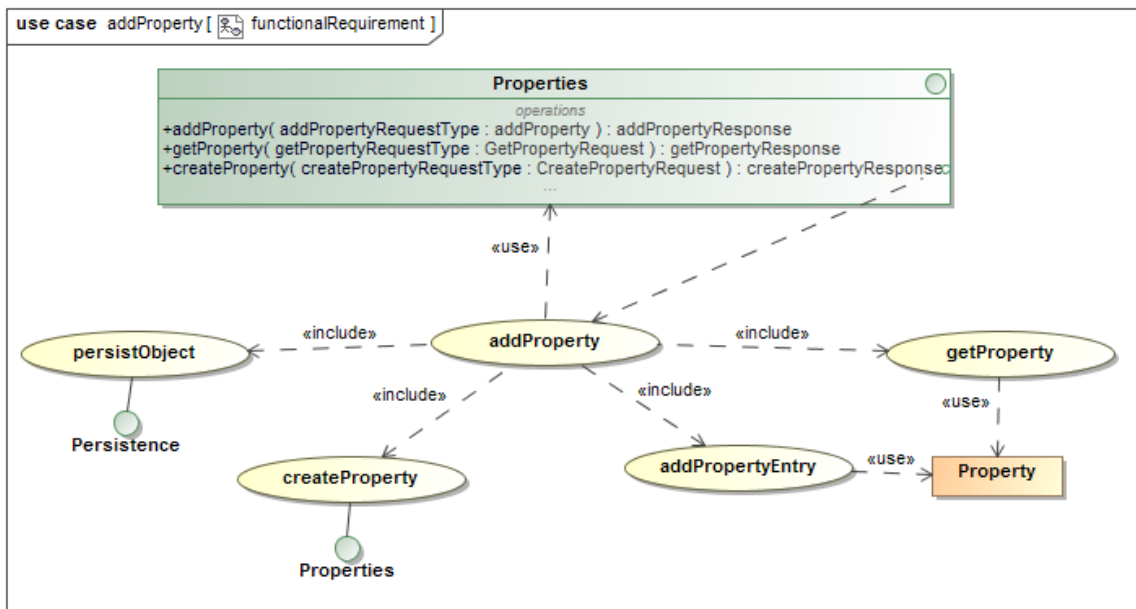 use case addProperty [ functionalRequirement ]
Properties
operations
+addProperty( addPropertyRequestType : addProperty ) : addPropertyResponse
+getProperty( getPropertyRequestType : GetPropertyRequest ) : getPropertyResponse
+createProperty( createPropertyRequestType : CreatePropertyRequest ) : createPropertyResponse
...
«use»
persistObject
«include»
addProperty
«include»
getProperty
Persistence
«include»
«include»
«use»
createProperty
addPropertyEntry
«use»
Property
Properties